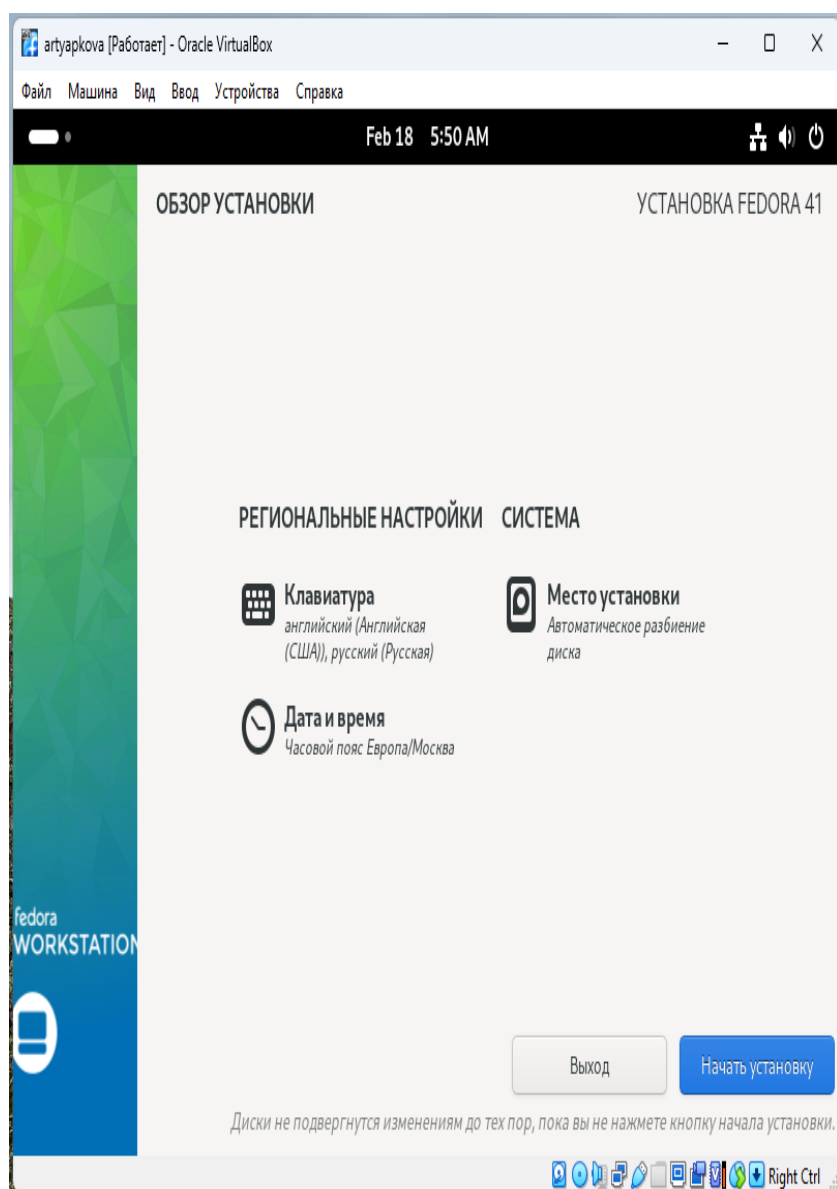 artyapkova [Работает] - Oracle VirtualBox
Файл Машина Вид Ввод Устройства Справка
Feb 18 5:50 AM
ОБЗОР УСТАНОВКИ
УСТАНОВКА FEDORA 41
РЕГИОНАЛЬНЫЕ НАСТРОЙКИ
СИСТЕМА
Клавиатура
английский (Английская
(США)), русский (Русская)
Место установки
Автоматическое разбиение
диска
Дата и время
Часовой пояс Европа/Москва
fedora
WORKSTATION
Выход
Начать установку
Диски не подвергнутся изменениям до тех пор, пока вы не нажмете кнопку начала установки.
Right Ctrl